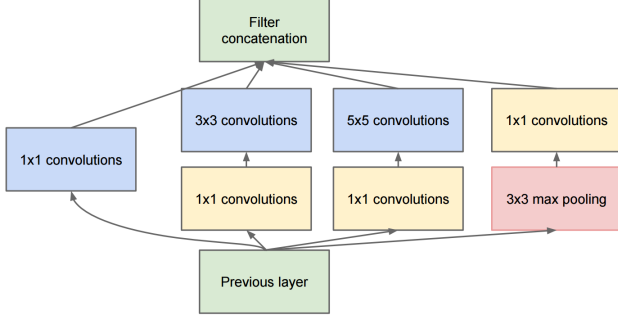 Filter
concatenation
3x3 convolutions
5x5 convolutions
1x1 convolutions
1x1 convolutions
1x1 convolutions
1x1 convolutions
3x3 max pooling
Previous layer